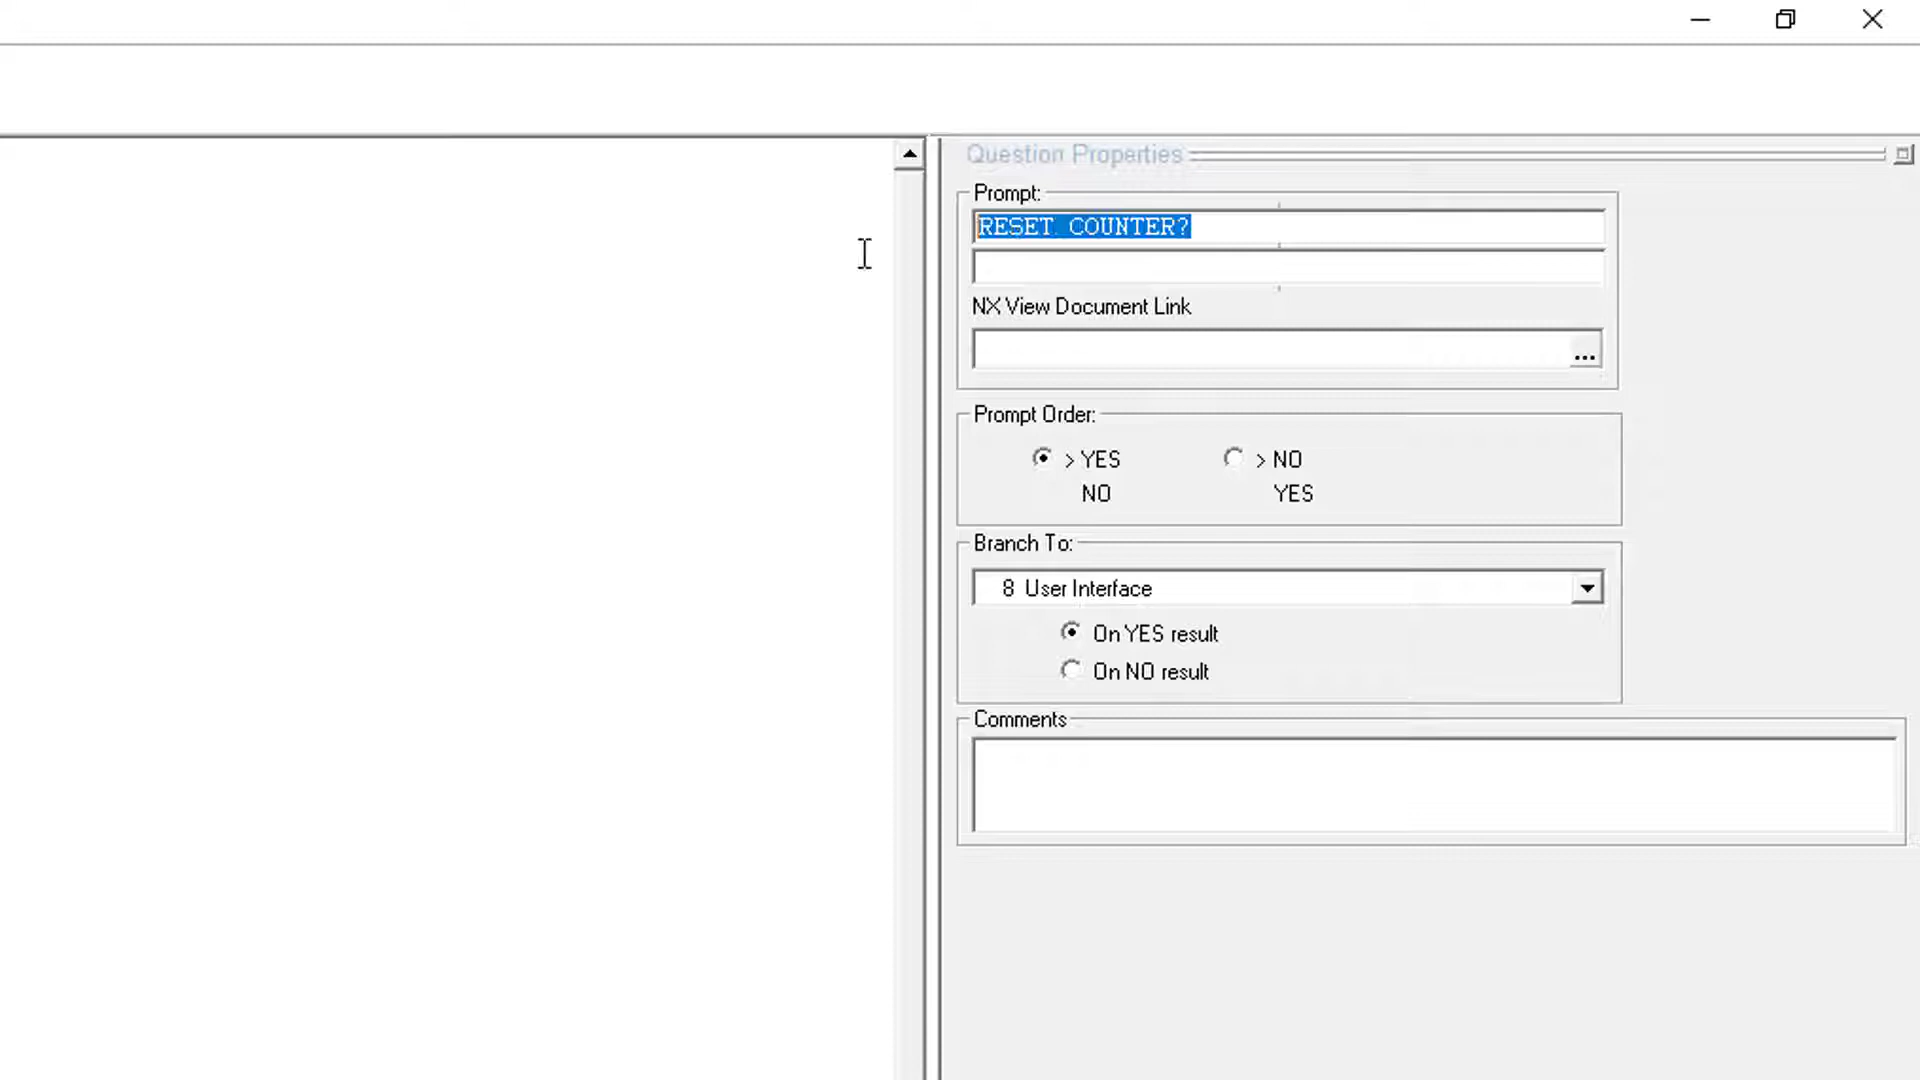 Question Properties
Prompt:
RESET COUNTER?
NX View Document Link
...
Prompt Order:
> YES
NO
> NO
YES
Branch To:
8 User Interface
On YES result
On NO result
Comments